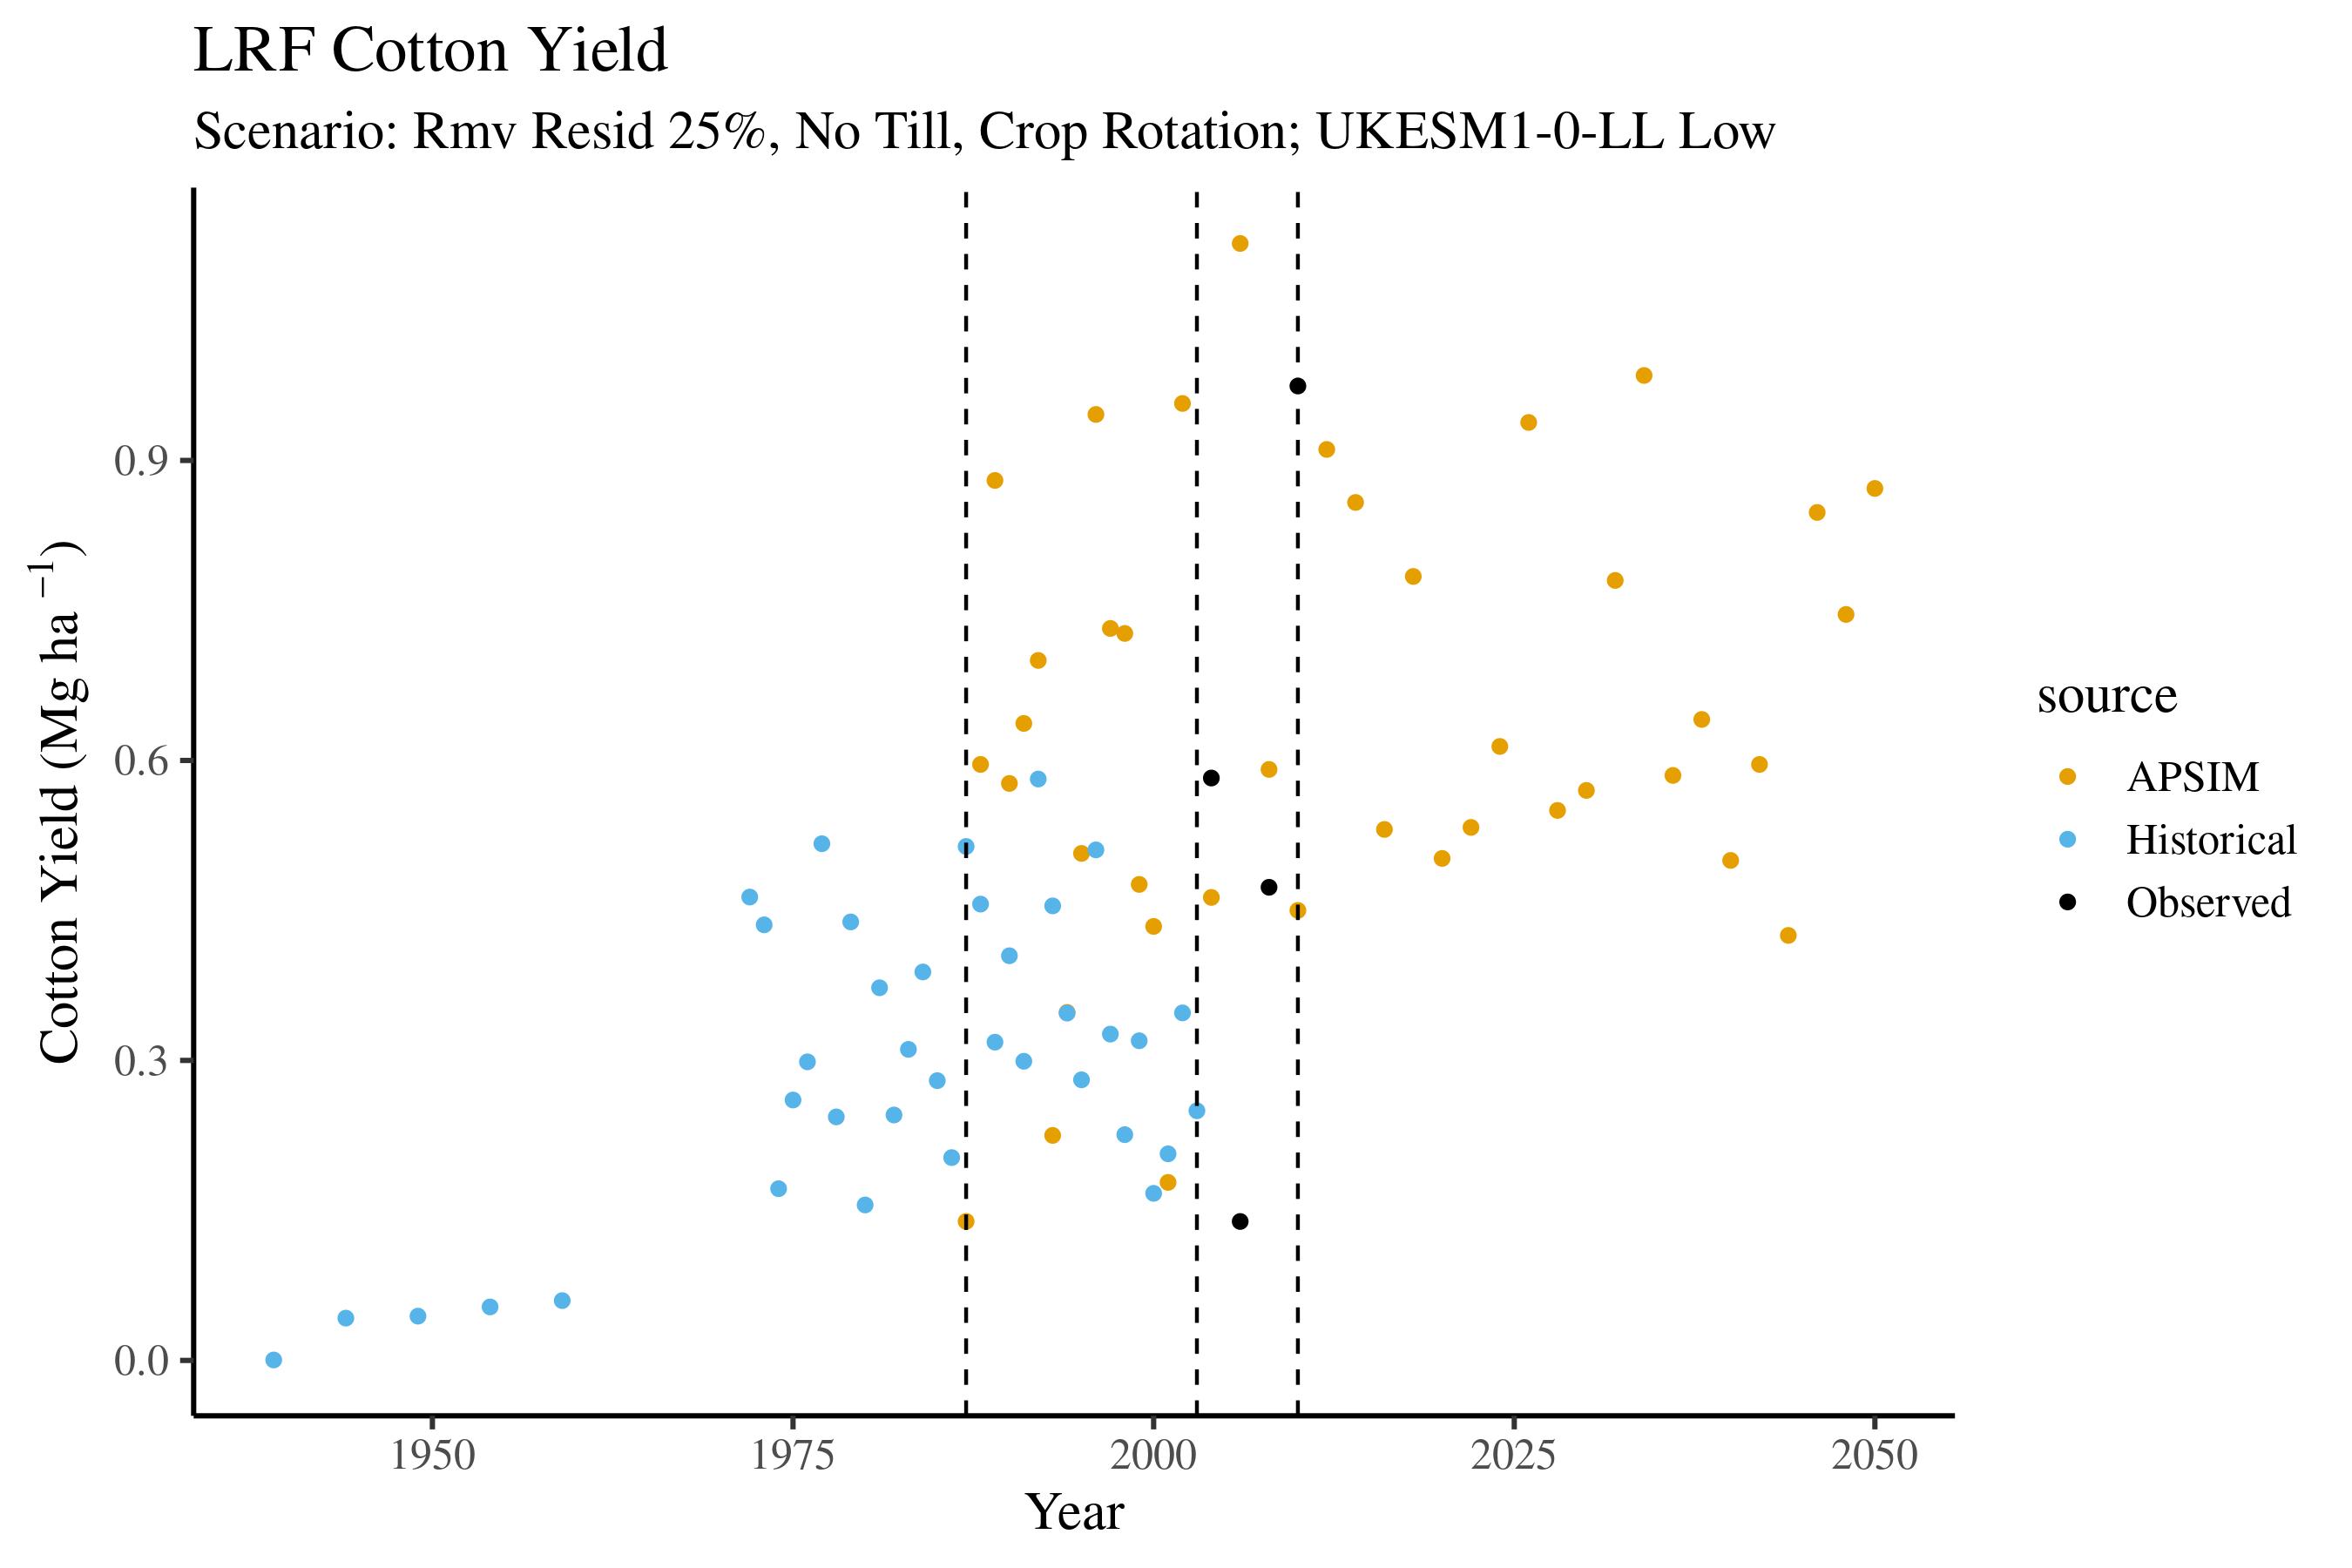 LRF Cotton Yield
Scenario: Rmv Resid 25%, No Till, Crop Rotation; UKESM1-0-LL Low
Cotton Yield (Mg ha −1)
0.9
0.6
0.3
0.0
1950 1975 2000 2025 2050
Year
source
APSIM
Historical
Observed